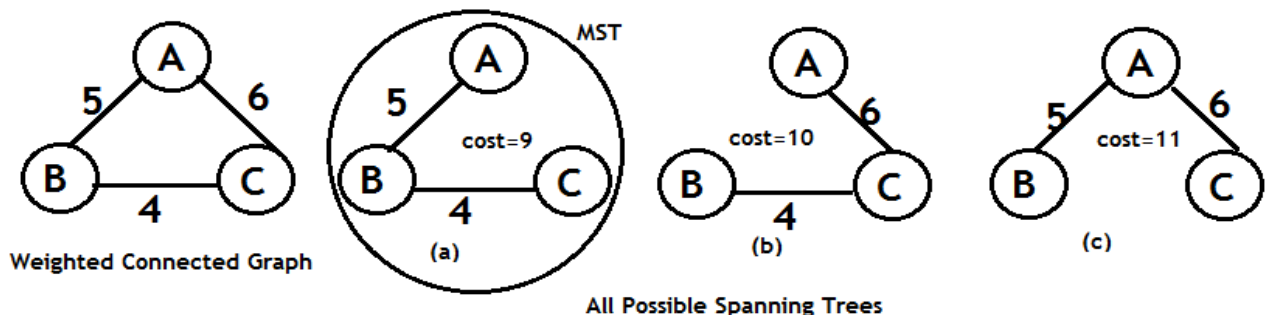 A
5
6
B
C
4
Weighted Connected Graph
MST
A
5
cost=9
B
C
4
(a)
A
6
cost=10
B
C
4
(b)
A
5
6
cost=11
B
C
(c)
All Possible Spanning Trees